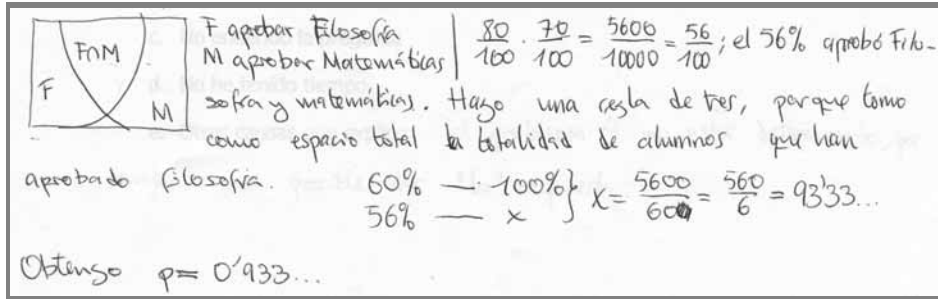 F∩M
F
M
F aprobar Filosofía
M aprobar Matemáticas
80/100 · 70/100 = 5600/10000 = 56/100; el 56% aprobó Filo-
sofía y matemáticas. Hago una regla de tres, porque tomo
como espacio total la totalidad de alumnos que han
aprobado filosofía.
60% — 100%
56% — x } x = 5600/600 = 560/6 = 93'33...
Obtengo p = 0'933...